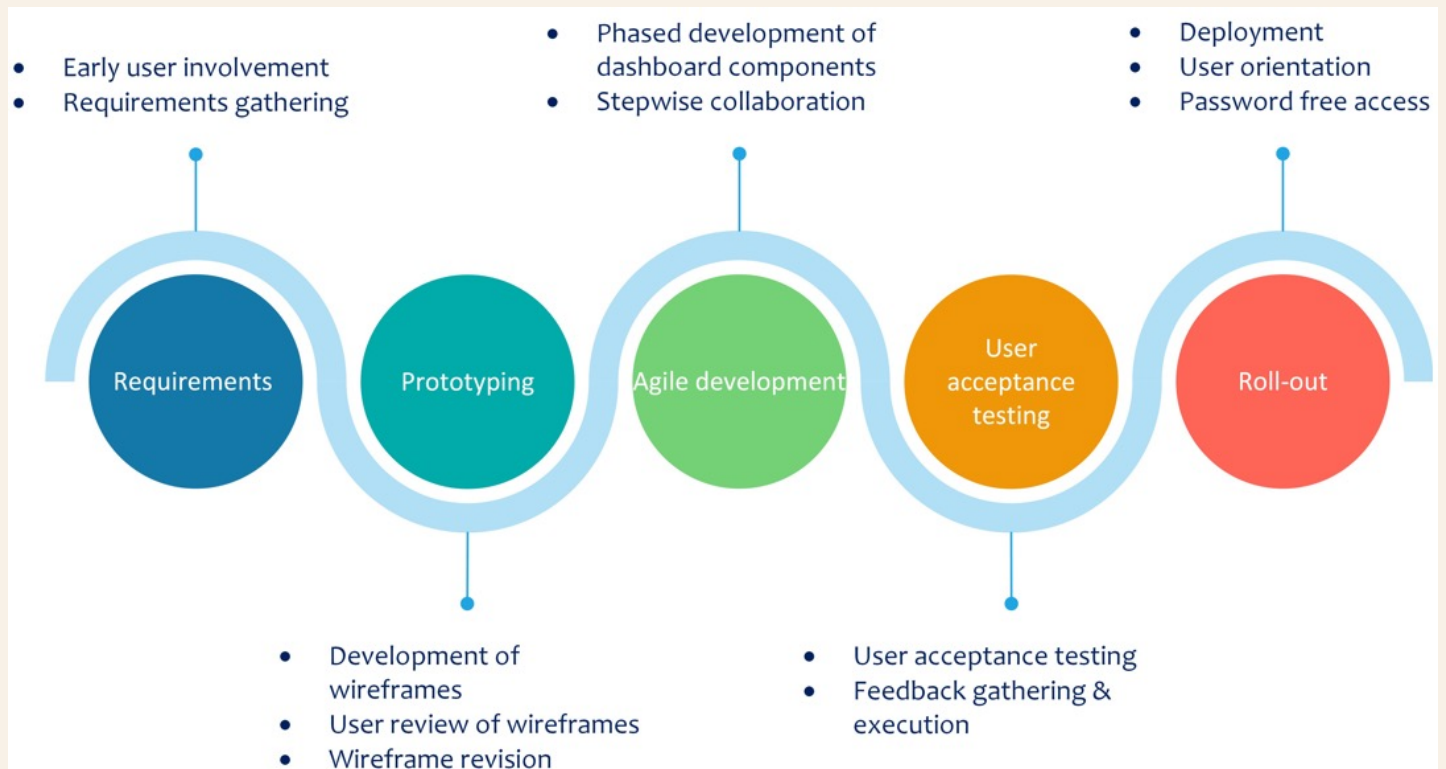 • Early user involvement
• Requirements gathering
• Phased development of
dashboard components
• Stepwise collaboration
• Deployment
• User orientation
• Password free access
Requirements
Prototyping
Agile development
User
acceptance
testing
Roll-out
• Development of
wireframes
• User review of wireframes
• Wireframe revision
• User acceptance testing
• Feedback gathering &
execution